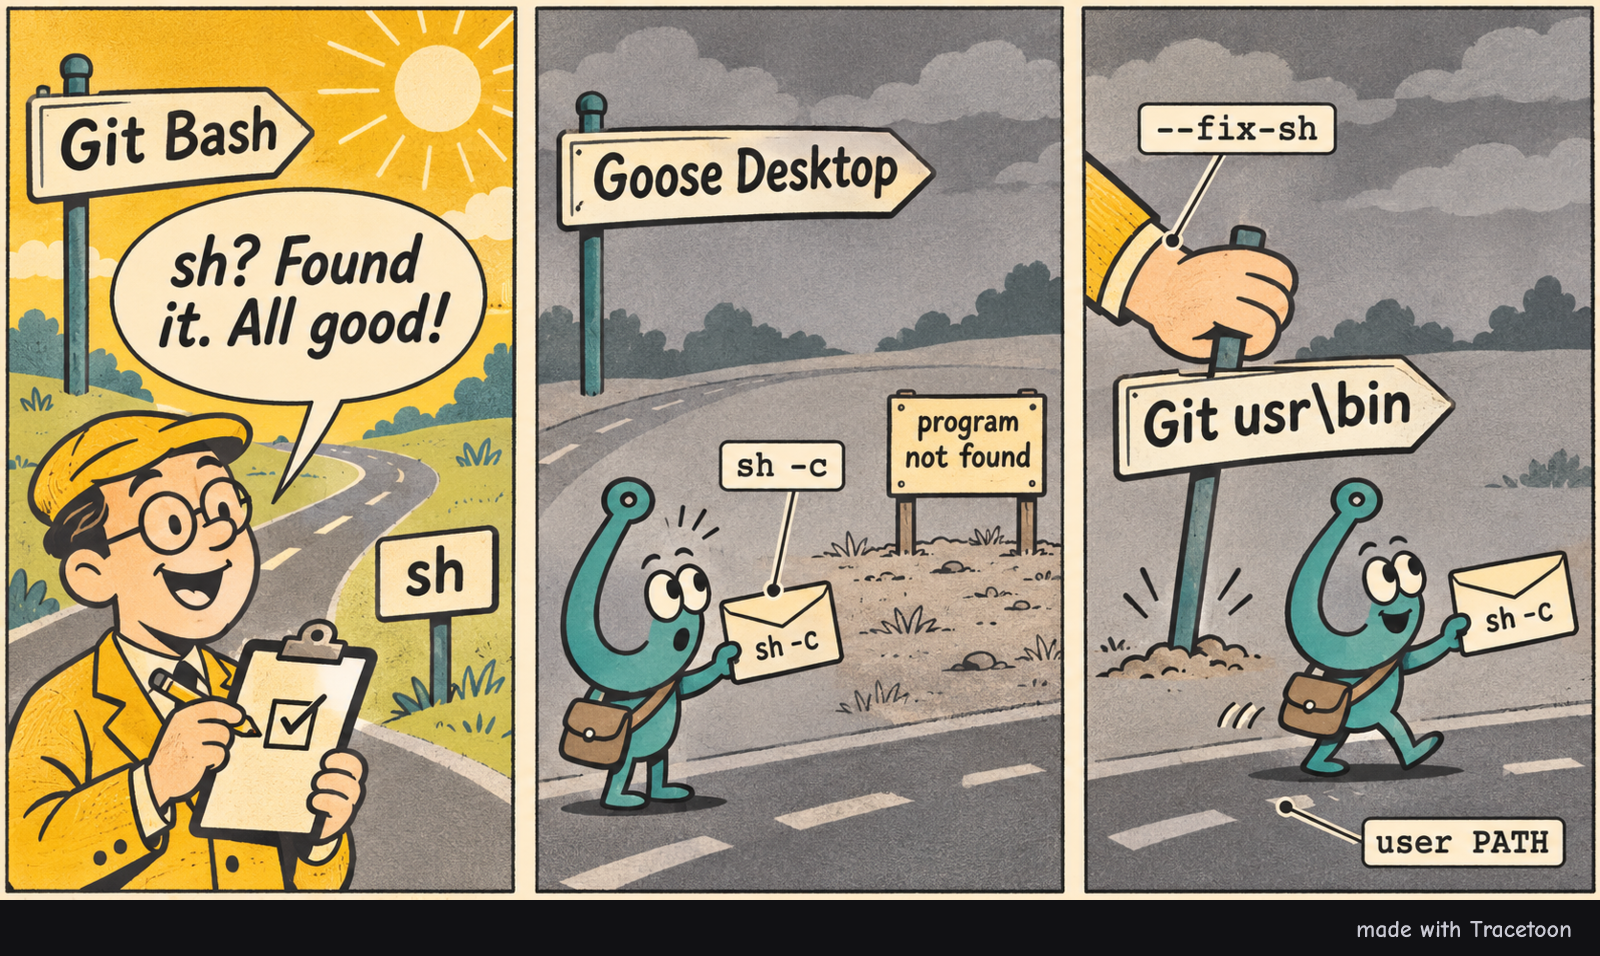 Git Bash
sh? Found
it. All good!
sh
Goose Desktop
program
not found
sh -c
sh -c
--fix-sh
Git usr\bin
sh -c
user PATH
made with Tracetoon